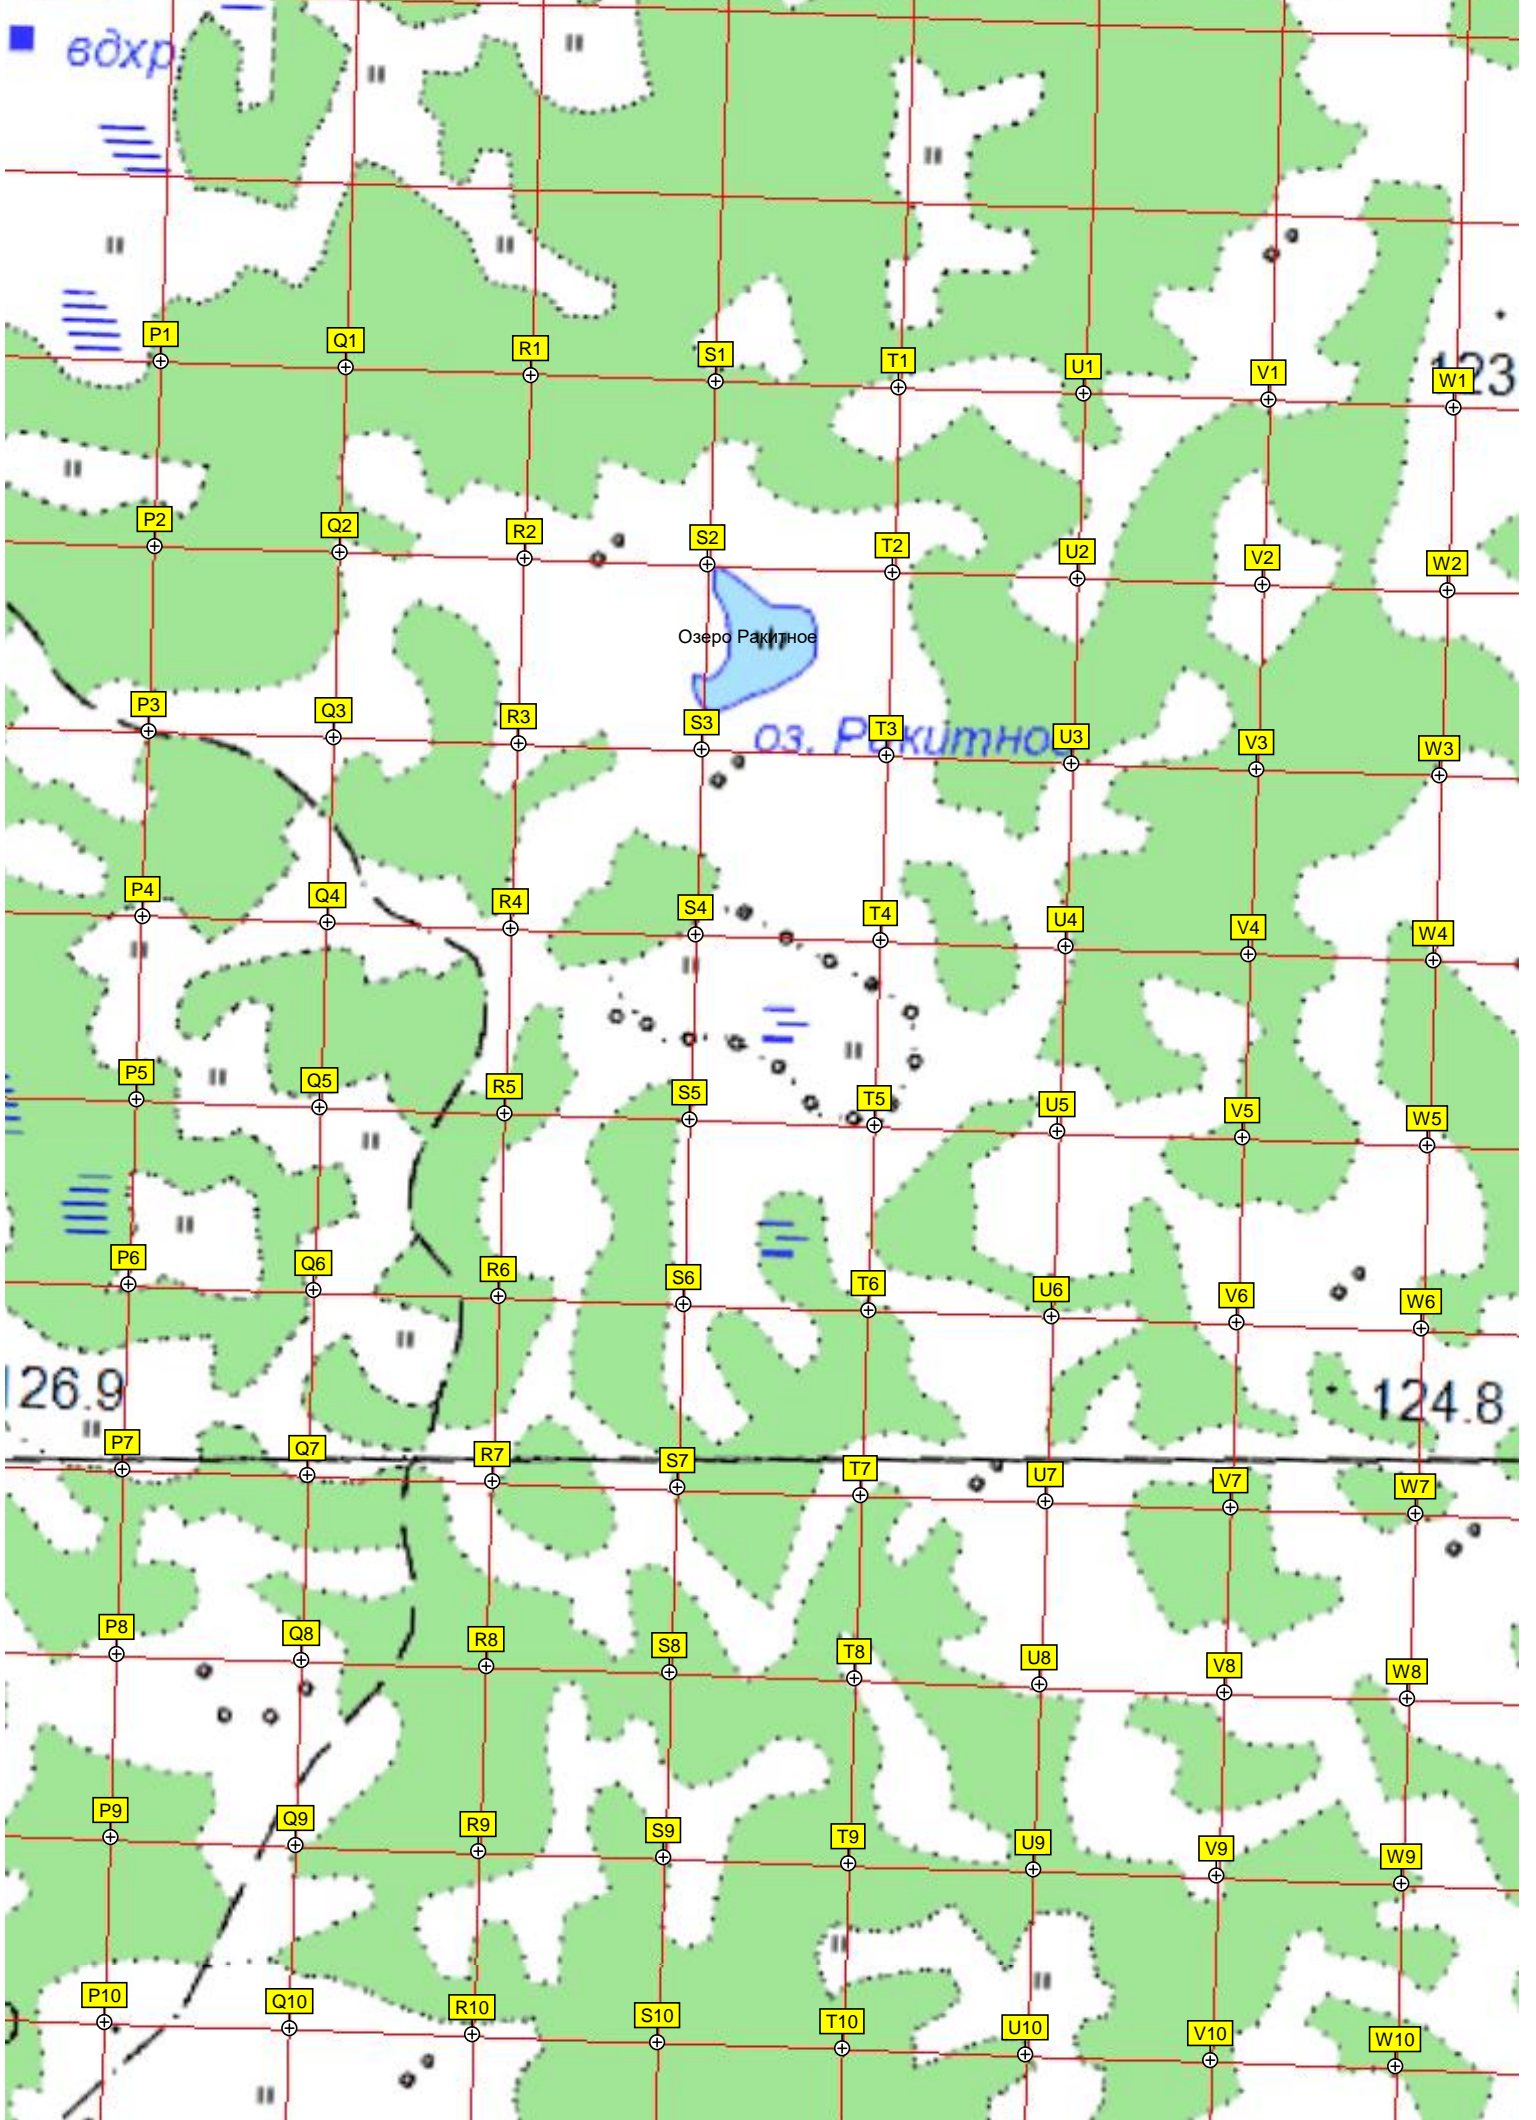 вдхр
P1 Q1 R1 S1 T1 U1 V1 W1
P2 Q2 R2 S2 T2 U2 V2 W2
Озеро Ракитное
оз. Ракитное
P3 Q3 R3 S3 T3 U3 V3 W3
P4 Q4 R4 S4 T4 U4 V4 W4
P5 Q5 R5 S5 T5 U5 V5 W5
P6 Q6 R6 S6 T6 U6 V6 W6
126.9
124.8
P7 Q7 R7 S7 T7 U7 V7 W7
P8 Q8 R8 S8 T8 U8 V8 W8
P9 Q9 R9 S9 T9 U9 V9 W9
P10 Q10 R10 S10 T10 U10 V10 W10